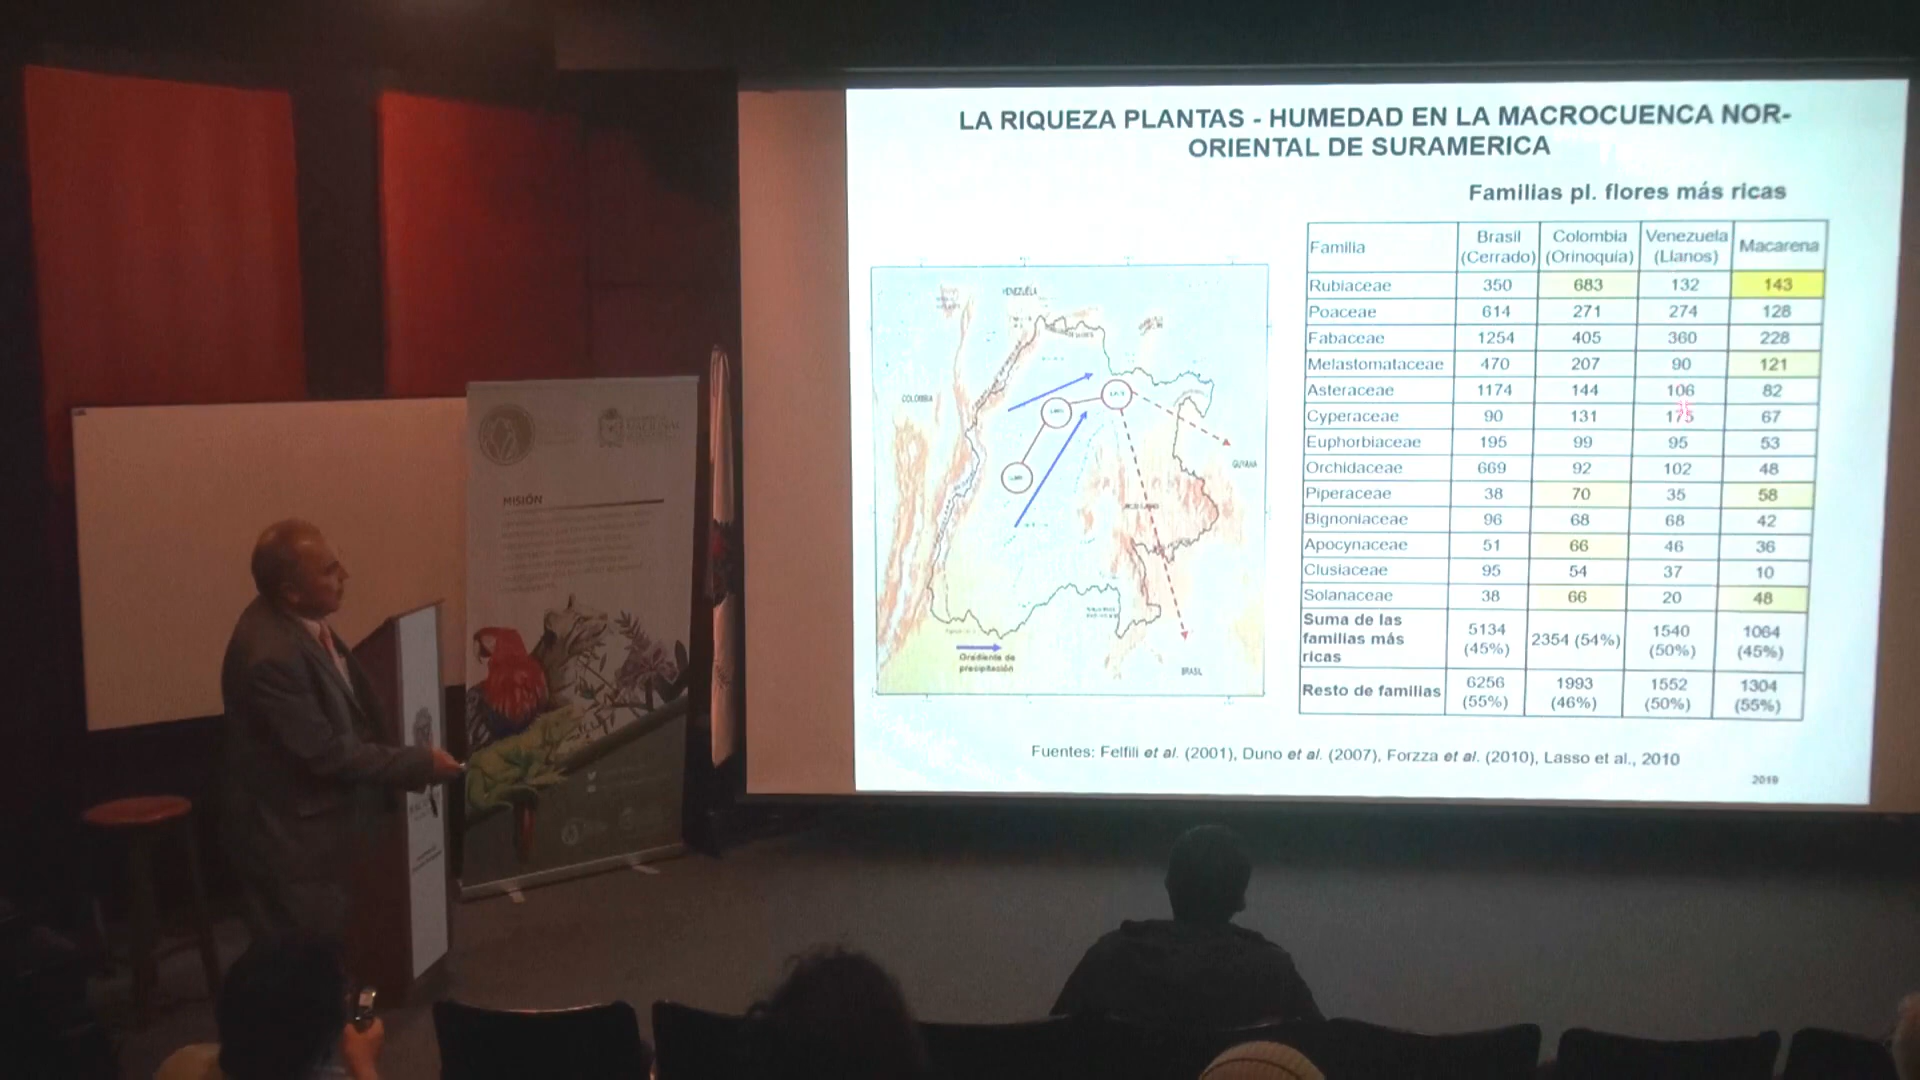 LA RIQUEZA PLANTAS - HUMEDAD EN LA MACROCUENCA NOR-
ORIENTAL DE SURAMERICA
Familias pl. flores más ricas
Familia Brasil (Cerrado) Colombia (Orinoquía) Venezuela (Llanos) Macarena
Rubiaceae 350 683 132 143
Poaceae 614 271 274 128
Fabaceae 1254 405 360 228
Melastomataceae 470 207 90 121
Asteraceae 1174 144 106 82
Cyperaceae 90 131 175 67
Euphorbiaceae 195 99 95 53
Orchidaceae 669 92 102 48
Piperaceae 38 70 35 58
Bignoniaceae 96 68 68 42
Apocynaceae 51 66 46 36
Clusiaceae 95 54 37 10
Solanaceae 38 66 20 48
Suma de las familias más ricas 5134 (45%) 2354 (54%) 1540 (50%) 1064 (45%)
Resto de familias 6256 (55%) 1993 (46%) 1552 (50%) 1304 (55%)
VENEZUELA
COLOMBIA
GUYANA
BRASIL
Gradiente de
precipitación
Fuentes: Felfili et al. (2001), Duno et al. (2007), Forzza et al. (2010), Lasso et al., 2010
2019
MISIÓN